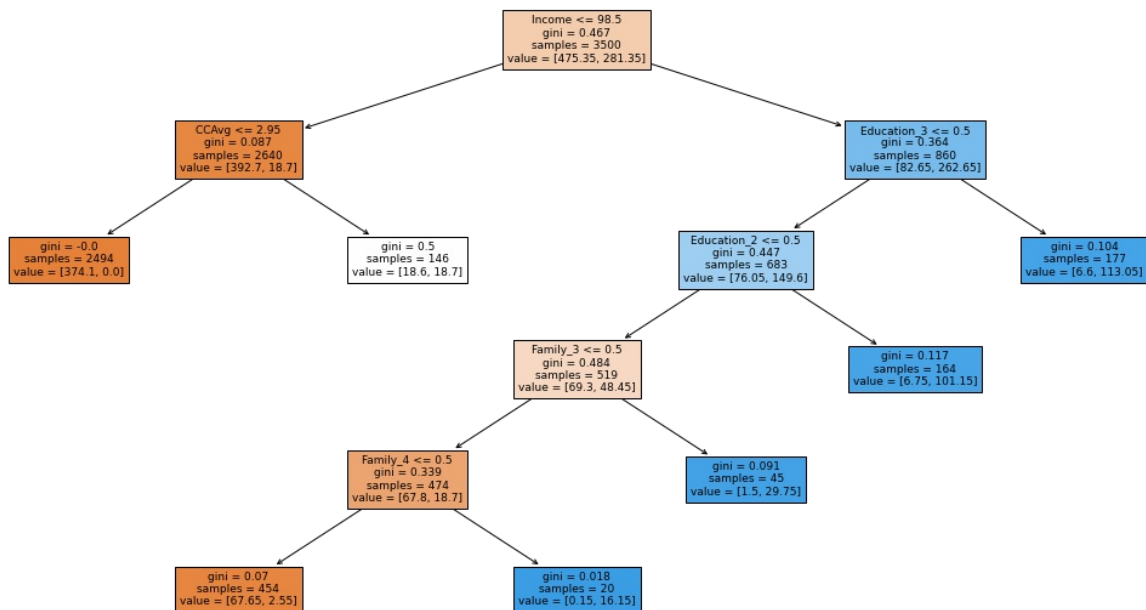 Income <= 98.5
gini = 0.467
samples = 3500
value = [475.35, 281.35]
CCAvg <= 2.95
gini = 0.087
samples = 2640
value = [392.7, 18.7]
Education_3 <= 0.5
gini = 0.364
samples = 860
value = [82.65, 262.65]
gini = -0.0
samples = 2494
value = [374.1, 0.0]
gini = 0.5
samples = 146
value = [18.6, 18.7]
Education_2 <= 0.5
gini = 0.447
samples = 683
value = [76.05, 149.6]
gini = 0.104
samples = 177
value = [6.6, 113.05]
Family_3 <= 0.5
gini = 0.484
samples = 519
value = [69.3, 48.45]
gini = 0.117
samples = 164
value = [6.75, 101.15]
Family_4 <= 0.5
gini = 0.339
samples = 474
value = [67.8, 18.7]
gini = 0.091
samples = 45
value = [1.5, 29.75]
gini = 0.07
samples = 454
value = [67.65, 2.55]
gini = 0.018
samples = 20
value = [0.15, 16.15]